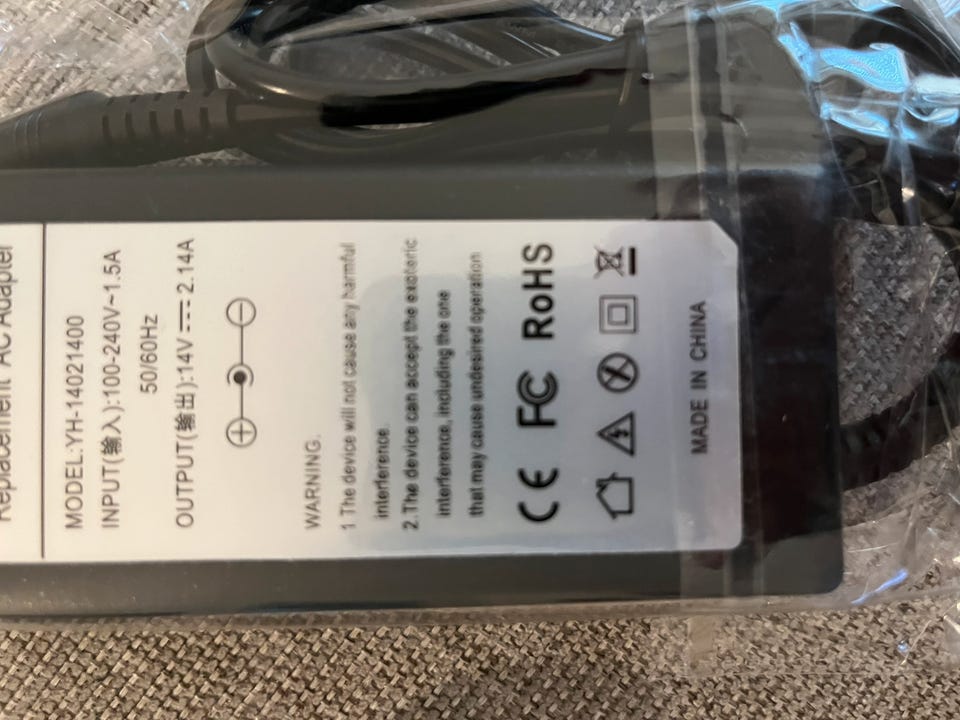 Replacement AC Adapter
MODEL:YH-14021400
INPUT(输入):100-240V~1.5A
50/60Hz
OUTPUT(输出):14V⎓2.14A
WARNING.
1 The device will not cause any harmful
interference.
2.The device can accept the exoteric
interference, including the one
that may cause undesired operation
CE FC RoHS
MADE IN CHINA